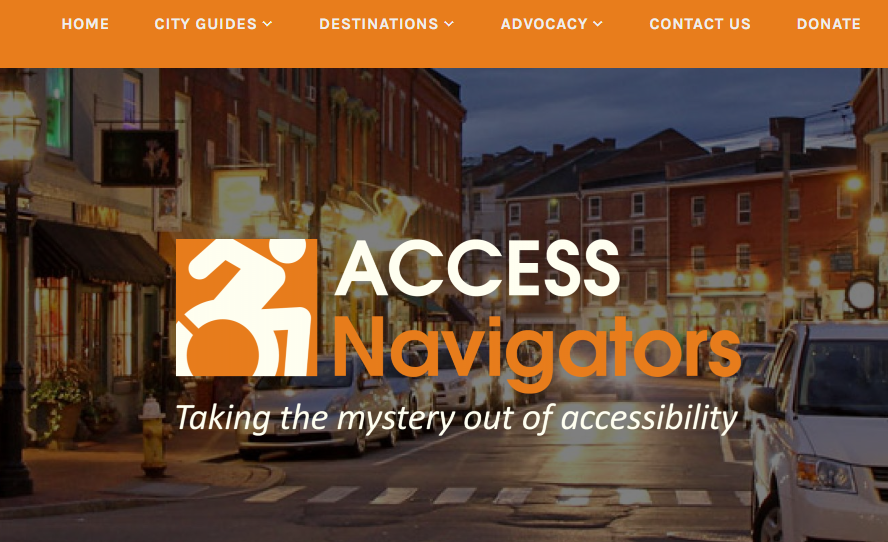 HOME CITY GUIDES DESTINATIONS ADVOCACY CONTACT US DONATE
ACCESS
Navigators
Taking the mystery out of accessibility